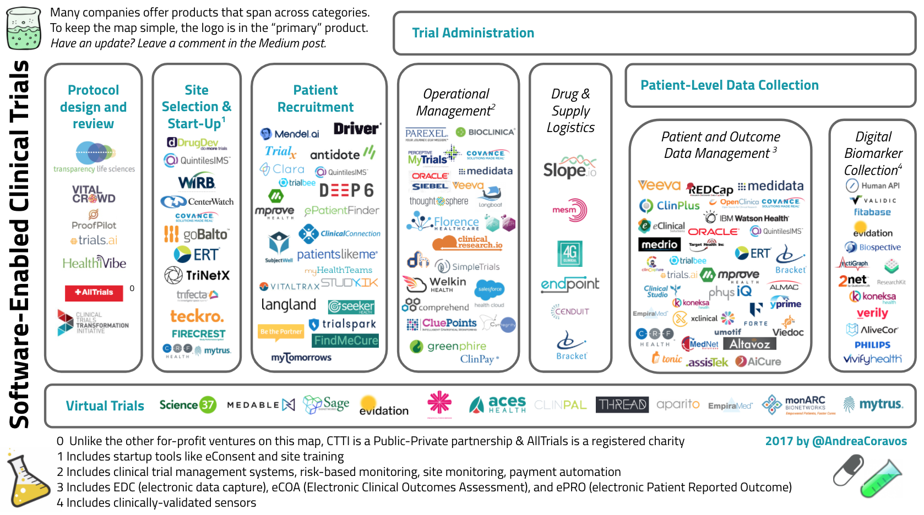 Software-Enabled Clinical Trials
Many companies offer products that span across categories.
To keep the map simple, the logo is in the “primary” product.
Have an update? Leave a comment in the Medium post.
Trial Administration
Patient-Level Data Collection
Protocol
design and
review
transparency life sciences
VITAL
CROWD
ProofPilot
trials.ai
HealthVibe
+AllTrials
0
CLINICAL
TRIALS
TRANSFORMATION
INITIATIVE
Site
Selection &
Start-Up1
DrugDev
QuintilesIMS
WIRB
CenterWatch
COVANCE
goBalto
ERT
TriNetX
trifecta
teckro.
FIRECREST
CRF
HEALTH
mytrus.
Patient
Recruitment
Mendel.ai
Driver
Trialx
antidote
Clara
QuintilesIMS
trialbee
DEEP 6
mprove
HEALTH
ePatientFinder
SubjectWell
ClinicalConnection
patientslikeme
myHealthTeams
VITALTRAX
STUDYKIK
langland
seeker
Be the Partner
trialspark
FindMeCure
myTomorrows
Operational
Management2
PAREXEL
BIOCLINICA
PERCEPTIVE
MyTrials
COVANCE
ORACLE
SIEBEL
medidata
veeva
thoughtsphere
Longboat
Florence
HEALTHCARE
clinical
research.io
SimpleTrials
Welkin
HEALTH
salesforce
health cloud
comprehend
CluePoints
greenphire
ClinPay
Drug &
Supply
Logistics
Slope.io
mesm
4G
endpoint
CENDUIT
Bracket
Patient and Outcome
Data Management 3
veeva
REDCap
medidata
ClinPlus
OpenClinica
COVANCE
eClinical
IBM Watson Health
ORACLE
QuintilesIMS
medrio
Target Health Inc
ERT
Bracket
trialbee
trials.ai
mprove
HEALTH
Clinical
Studio
physIQ
ALMAC
koneksa
health
yprime
EmpiraMed
xclinical
FORTE
Viedoc
CRF
HEALTH
umotif
MedNet
Altavoz
tonic
assisTek
AiCure
Digital
Biomarker
Collection4
Human API
VALIDIC
fitabase
evidation
Biospective
ActiGraph
2net
ResearchKit
koneksa
health
verily
AliveCor
PHILIPS
vivifyhealth
Virtual Trials
Science 37
MEDABLE
Sage
evidation
aces
HEALTH
CLINPAL
THREAD
aparito
EmpiraMed
monARC
BIONETWORKS
mytrus.
0 Unlike the other for-profit ventures on this map, CTTI is a Public-Private partnership & AllTrials is a registered charity
2017 by @AndreaCoravos
1 Includes startup tools like eConsent and site training
2 Includes clinical trial management systems, risk-based monitoring, site monitoring, payment automation
3 Includes EDC (electronic data capture), eCOA (Electronic Clinical Outcomes Assessment), and ePRO (electronic Patient Reported Outcome)
4 Includes clinically-validated sensors